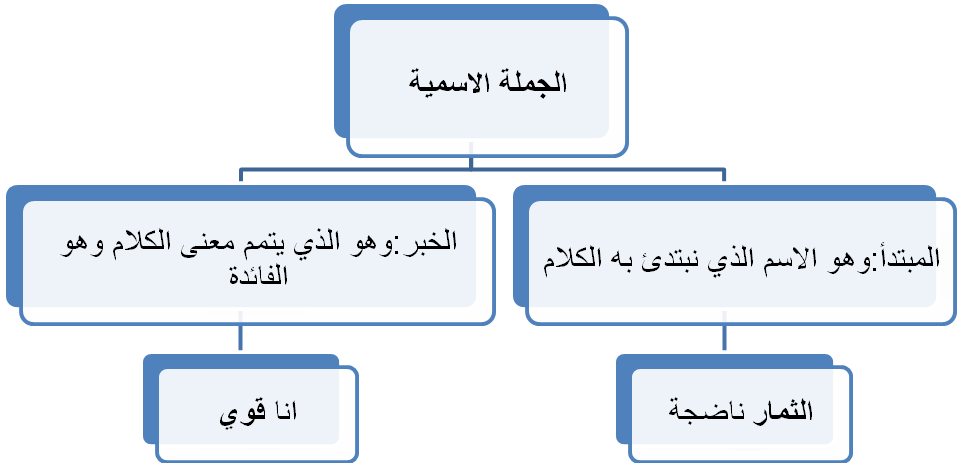 الجملة الاسمية
المبتدأ:وهو الاسم الذي نبتدئ به الكلام
الخبر:وهو الذي يتمم معنى الكلام وهو
الفائدة
الثمار ناضجة
انا قوي